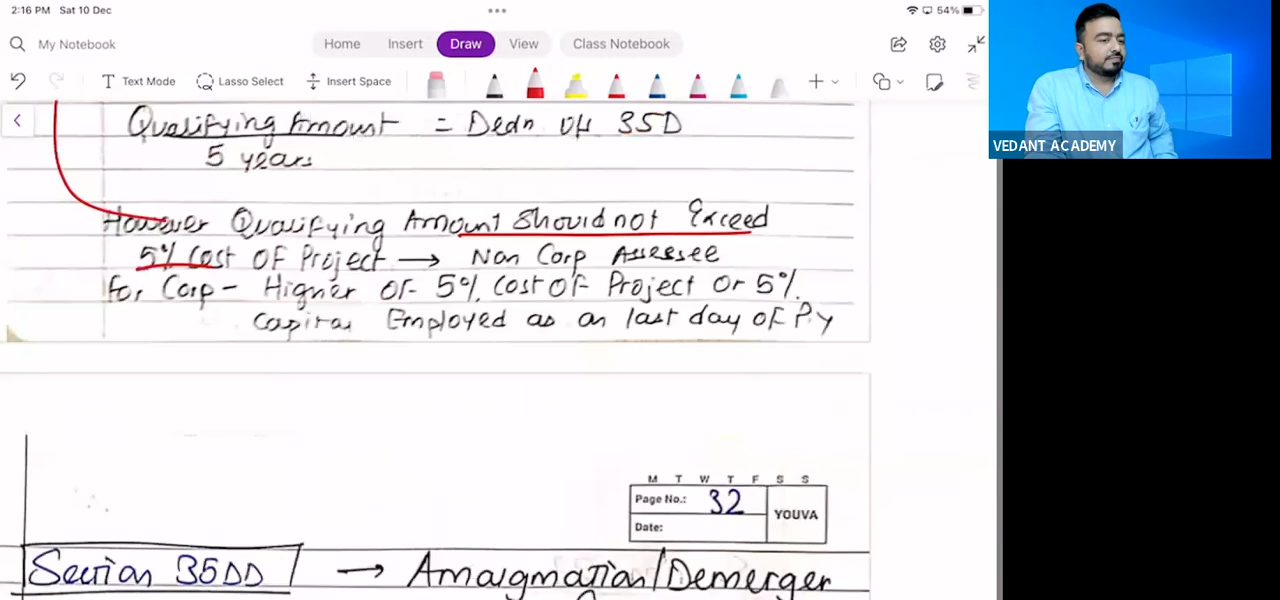 2:16 PM Sat 10 Dec
54%
My Notebook
Home Insert Draw View Class Notebook
Text Mode Lasso Select Insert Space
VEDANT ACADEMY
Qualifying Amount = Dedn U/s 35D
5 years
However Qualifying Amount Should not Exceed
5% Cost OF Project → Non Corp Assessee
For Corp - Higher OF 5% Cost OF Project Or 5%
Capital Employed as on last day OF P.y
M T W T F S S
Page No.: 32
YOUVA
Date:
Section 35DD → Amalgmation/Demerger